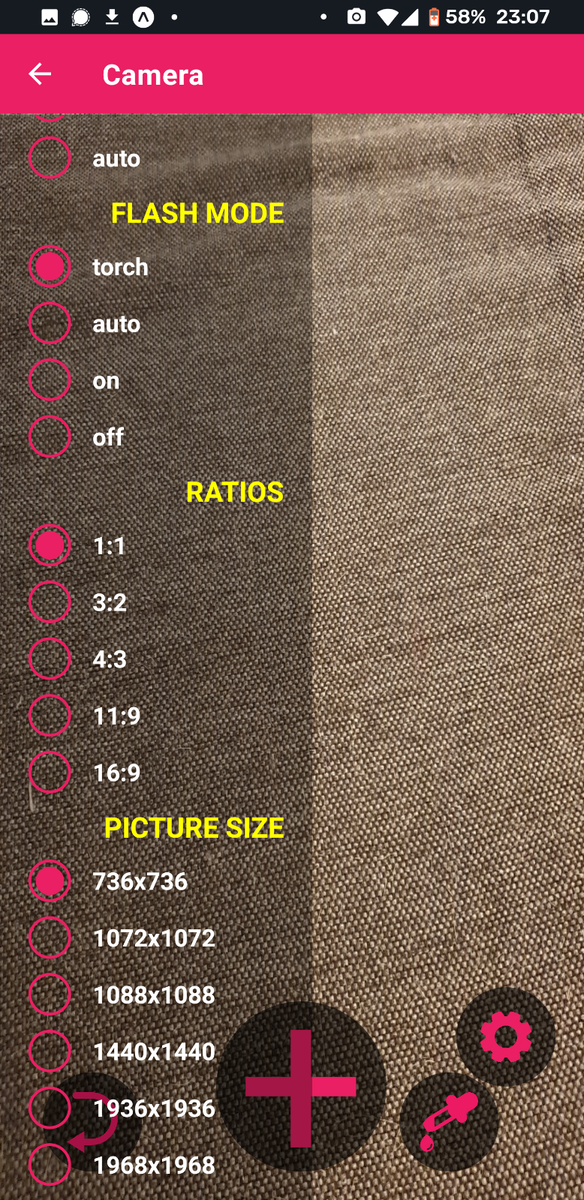 58% 23:07
Camera
auto
FLASH MODE
torch
auto
on
off
RATIOS
1:1
3:2
4:3
11:9
16:9
PICTURE SIZE
736x736
1072x1072
1088x1088
1440x1440
1936x1936
1968x1968